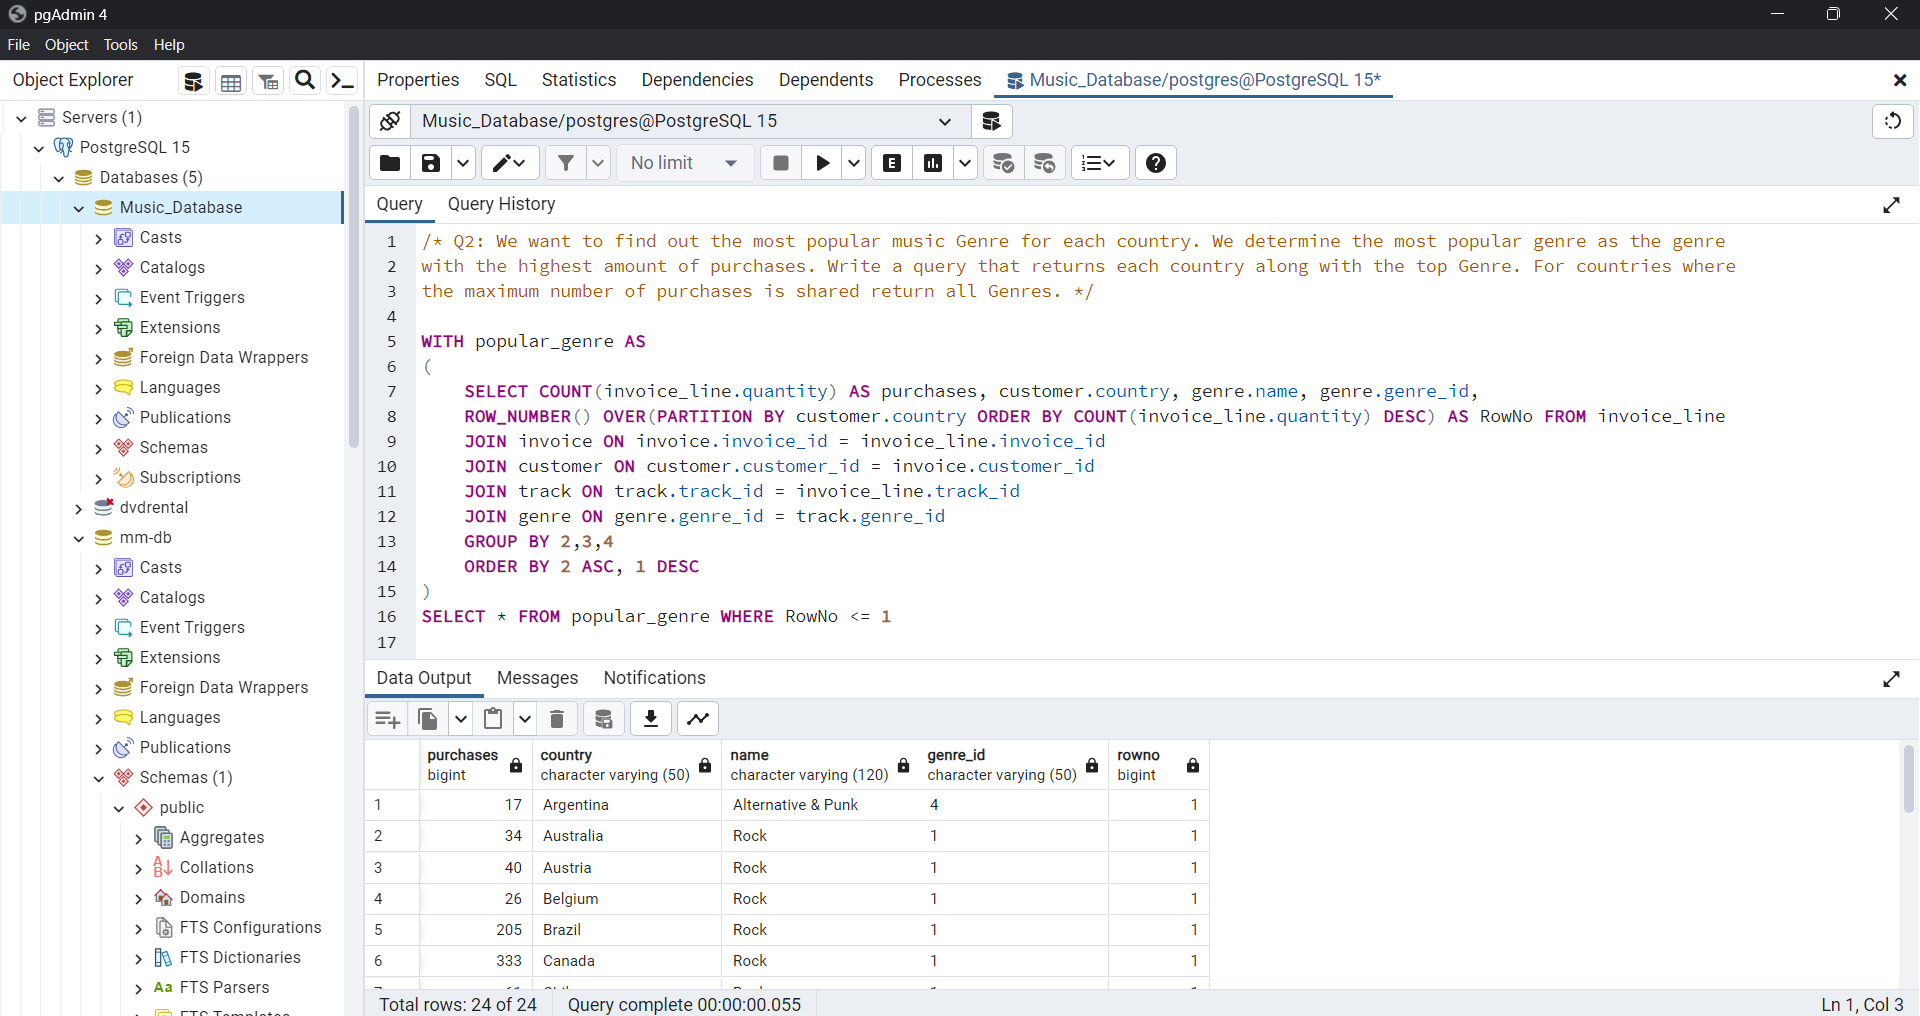 pgAdmin 4
File Object Tools Help
Object Explorer
Properties SQL Statistics Dependencies Dependents Processes Music_Database/postgres@PostgreSQL 15*
Servers (1)
PostgreSQL 15
Databases (5)
Music_Database
Casts
Catalogs
Event Triggers
Extensions
Foreign Data Wrappers
Languages
Publications
Schemas
Subscriptions
dvdrental
mm-db
Casts
Catalogs
Event Triggers
Extensions
Foreign Data Wrappers
Languages
Publications
Schemas (1)
public
Aggregates
Collations
Domains
FTS Configurations
FTS Dictionaries
Aa FTS Parsers
FTS Templates
Music_Database/postgres@PostgreSQL 15
No limit
E
Query Query History
1 /* Q2: We want to find out the most popular music Genre for each country. We determine the most popular genre as the genre
2 with the highest amount of purchases. Write a query that returns each country along with the top Genre. For countries where
3 the maximum number of purchases is shared return all Genres. */
4
5 WITH popular_genre AS
6 (
7 SELECT COUNT(invoice_line.quantity) AS purchases, customer.country, genre.name, genre.genre_id,
8 ROW_NUMBER() OVER(PARTITION BY customer.country ORDER BY COUNT(invoice_line.quantity) DESC) AS RowNo FROM invoice_line
9 JOIN invoice ON invoice.invoice_id = invoice_line.invoice_id
10 JOIN customer ON customer.customer_id = invoice.customer_id
11 JOIN track ON track.track_id = invoice_line.track_id
12 JOIN genre ON genre.genre_id = track.genre_id
13 GROUP BY 2,3,4
14 ORDER BY 2 ASC, 1 DESC
15 )
16 SELECT * FROM popular_genre WHERE RowNo <= 1
17
Data Output Messages Notifications
purchases country name genre_id rowno
bigint character varying (50) character varying (120) character varying (50) bigint
1 17 Argentina Alternative & Punk 4 1
2 34 Australia Rock 1 1
3 40 Austria Rock 1 1
4 26 Belgium Rock 1 1
5 205 Brazil Rock 1 1
6 333 Canada Rock 1 1
Total rows: 24 of 24 Query complete 00:00:00.055 Ln 1, Col 3